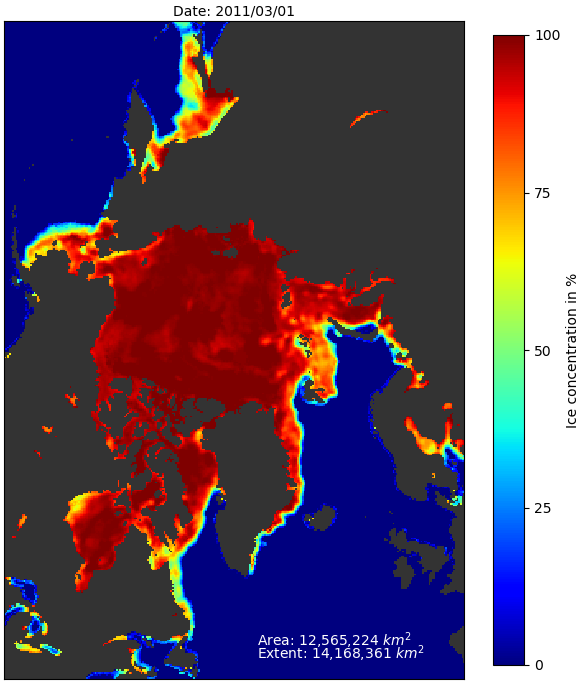 Date: 2011/03/01
100
75
50
25
0
Ice concentration in %
Area: 12,565,224 km²
Extent: 14,168,361 km²